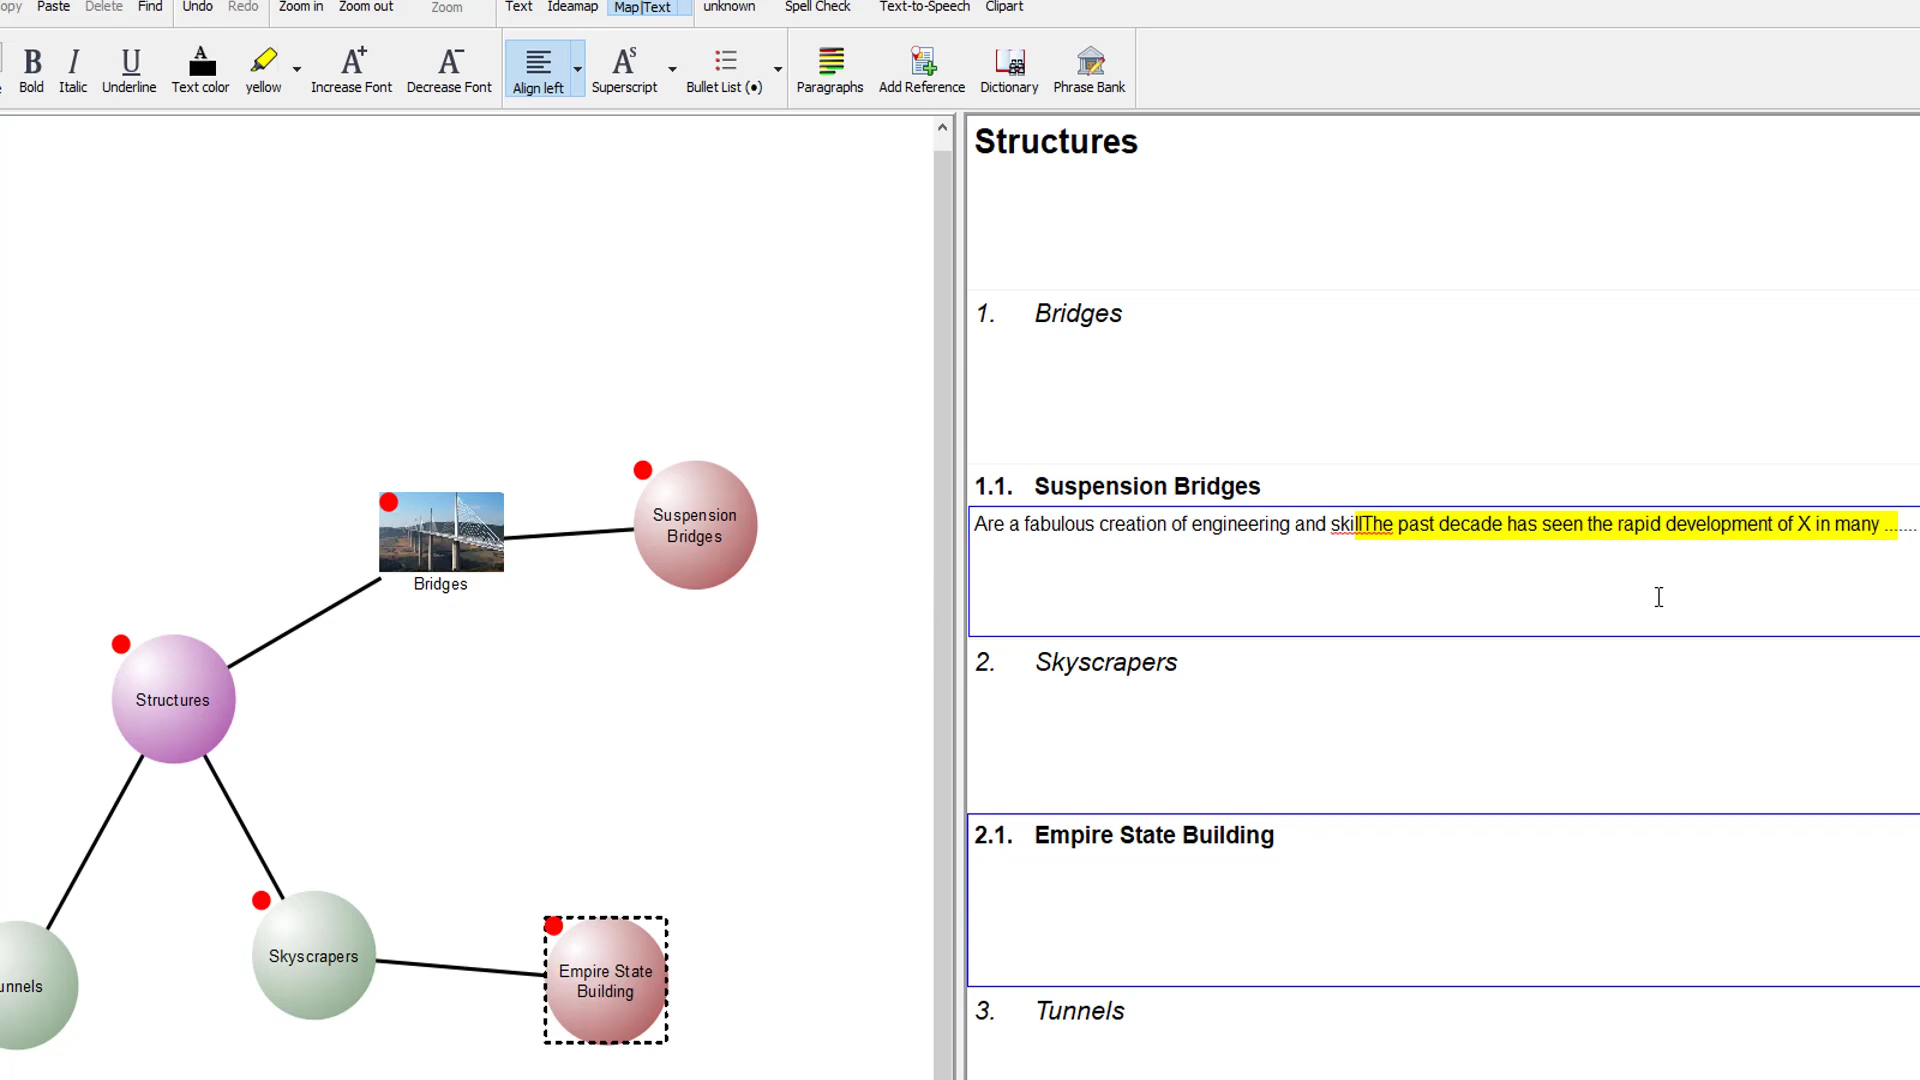 Paste Delete Find Undo Redo Zoom in Zoom out Zoom Text Ideamap Map Text unknown Spell Check Text-to-Speech Clipart
Bold Italic Underline Text color yellow Increase Font Decrease Font Align left Superscript Bullet List (•) Paragraphs Add Reference Dictionary Phrase Bank
Structures
1. Bridges
1.1. Suspension Bridges
Are a fabulous creation of engineering and skillThe past decade has seen the rapid development of X in many .......
2. Skyscrapers
2.1. Empire State Building
3. Tunnels
Suspension
Bridges
Bridges
Structures
Skyscrapers
Empire State
Building
unnels